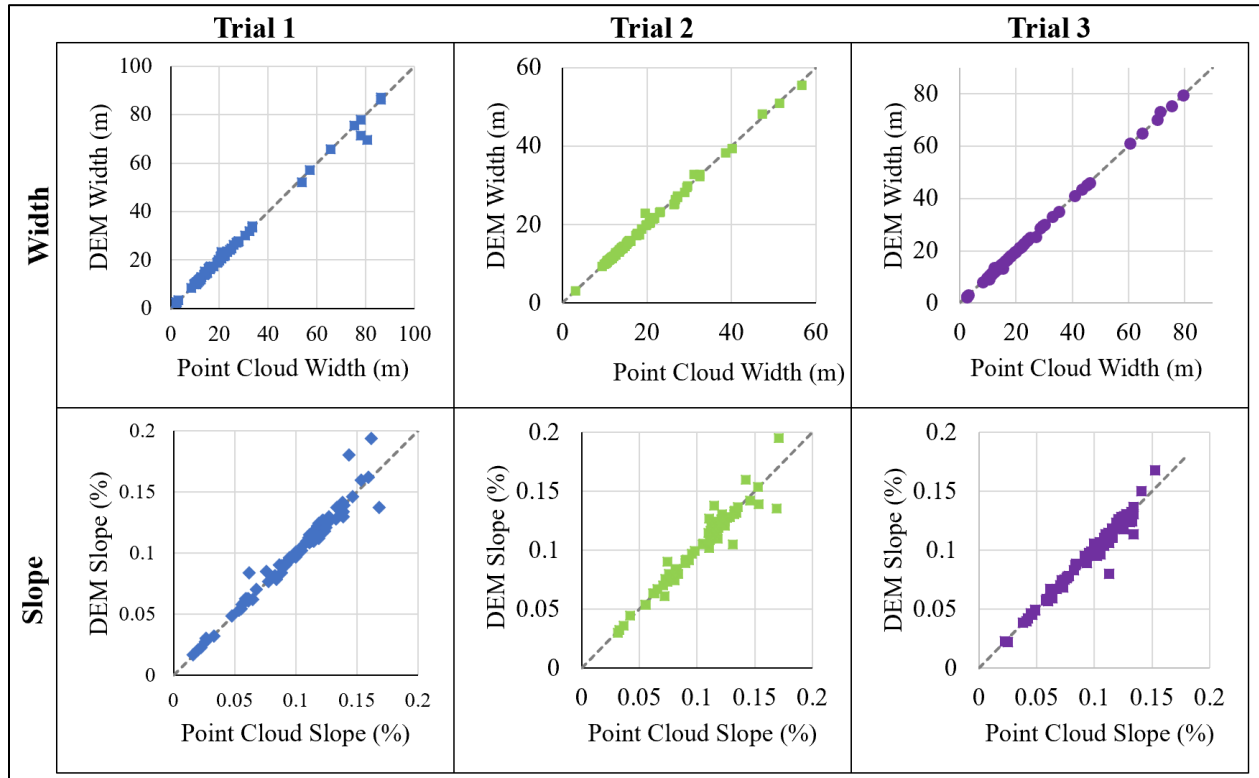 Trial 1
Trial 2
Trial 3
Width
DEM Width (m)
100
80
60
40
20
0
0 20 40 60 80 100
Point Cloud Width (m)
DEM Width (m)
60
40
20
0
0 20 40 60
Point Cloud Width (m)
DEM Width (m)
80
60
40
20
0
0 20 40 60 80
Point Cloud Width (m)
Slope
DEM Slope (%)
0.2
0.15
0.1
0.05
0
0 0.05 0.1 0.15 0.2
Point Cloud Slope (%)
DEM Slope (%)
0.2
0.15
0.1
0.05
0
0 0.05 0.1 0.15 0.2
Point Cloud Slope (%)
DEM Slope (%)
0.2
0.15
0.1
0.05
0
0 0.05 0.1 0.15 0.2
Point Cloud Slope (%)